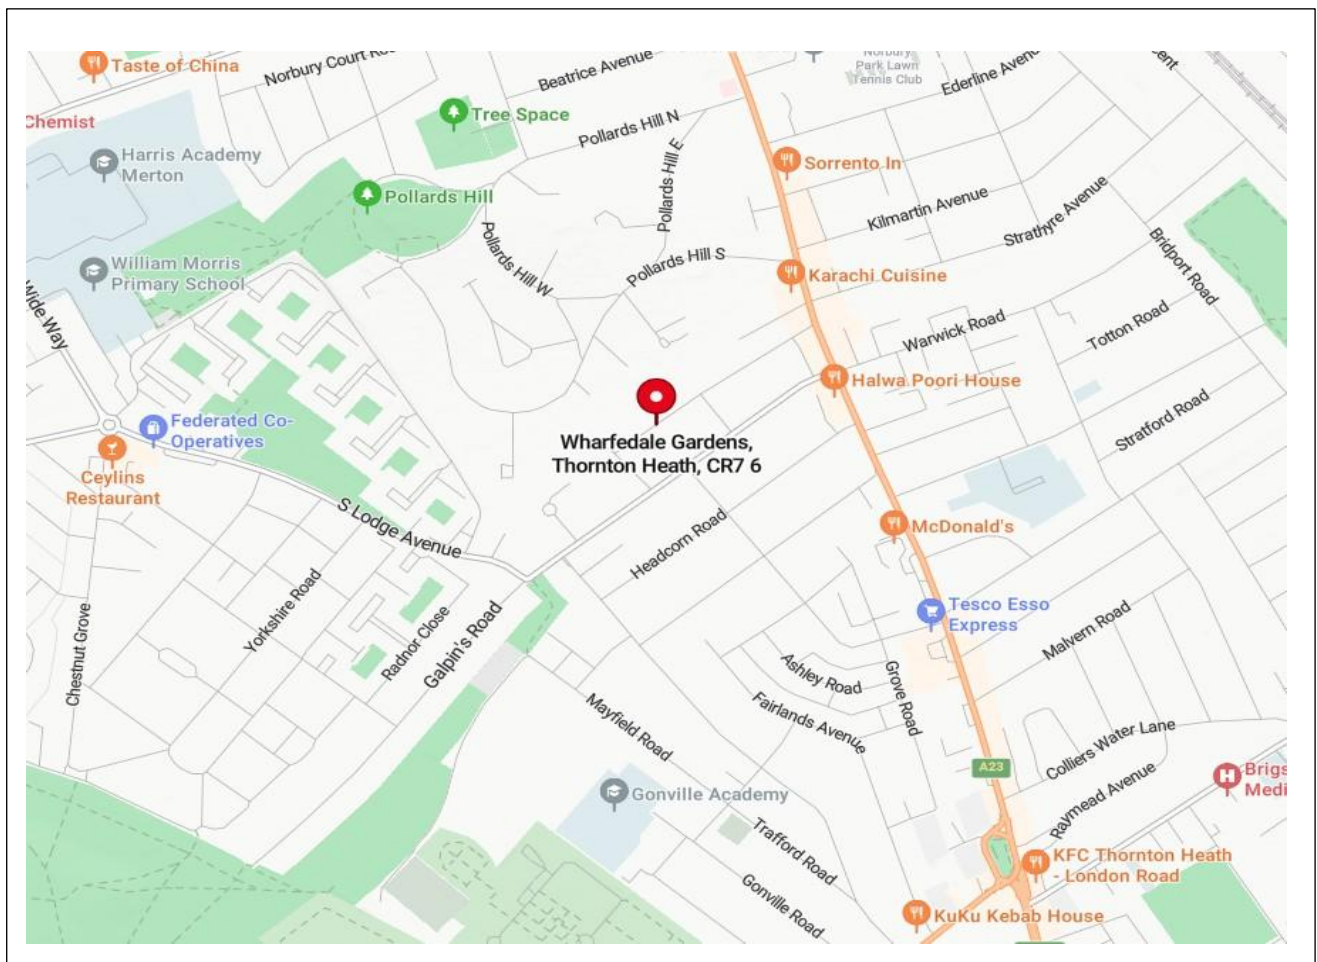 Taste of China
Norbury Court
Beatrice Avenue
Norbury
Park Lawn
Tennis Club
Ederline Avenue
Chemist
Tree Space
Pollards Hill N
Harris Academy
Merton
Pollards Hill E
Sorrento In
Pollards Hill
Kilmartin Avenue
Strathyre Avenue
Bridport Road
William Morris
Primary School
Pollards Hill W
Pollards Hill S
Karachi Cuisine
Wide Way
Warwick Road
Totton Road
Halwa Poori House
Federated Co-
Operatives
Wharfedale Gardens,
Thornton Heath, CR7 6
Stratford Road
Ceylins
Restaurant
S Lodge Avenue
Headcorn Road
McDonald's
Yorkshire Road
Chestnut Grove
Radnor Close
Galpin's Road
Tesco Esso
Express
Malvern Road
Ashley Road
Grove Road
Fairlands Avenue
Mayfield Road
Colliers Water Lane
A23
Gonville Academy
Raymead Avenue
Brigs
Medi
Trafford Road
KFC Thornton Heath
- London Road
Gonville Road
KuKu Kebab House